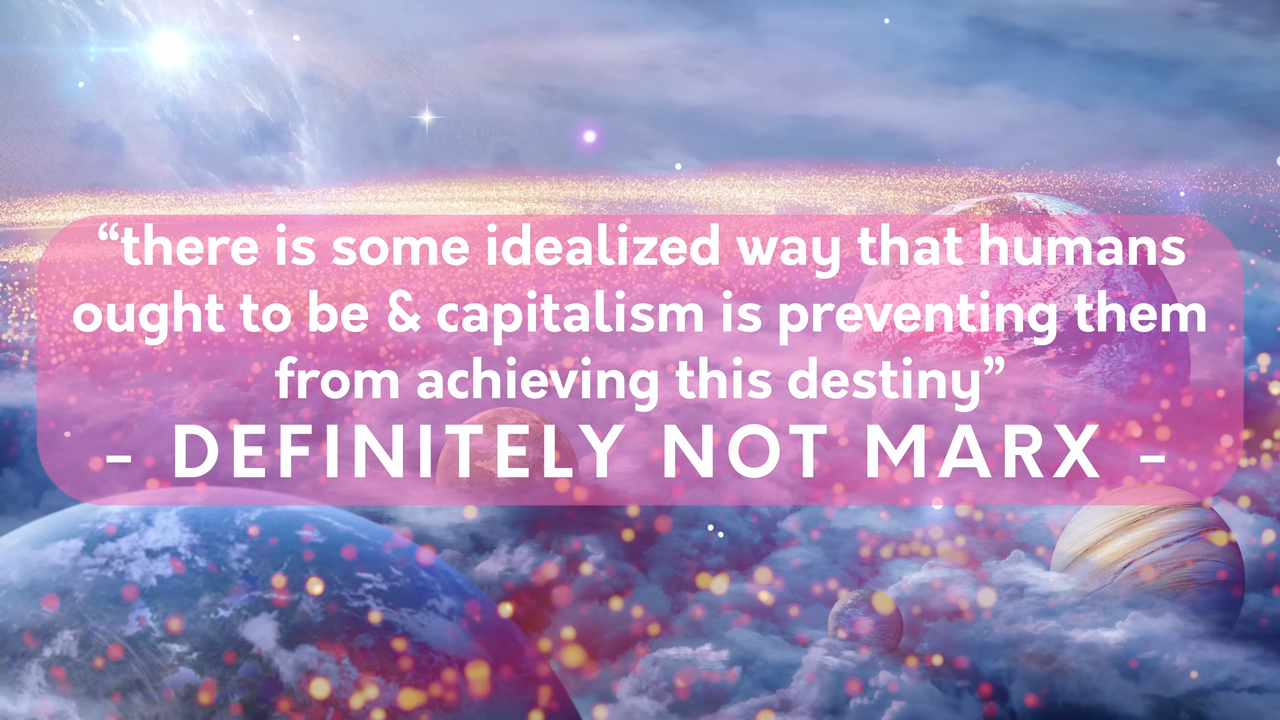 “there is some idealized way that humans
ought to be & capitalism is preventing them
from achieving this destiny”
- DEFINITELY NOT MARX -